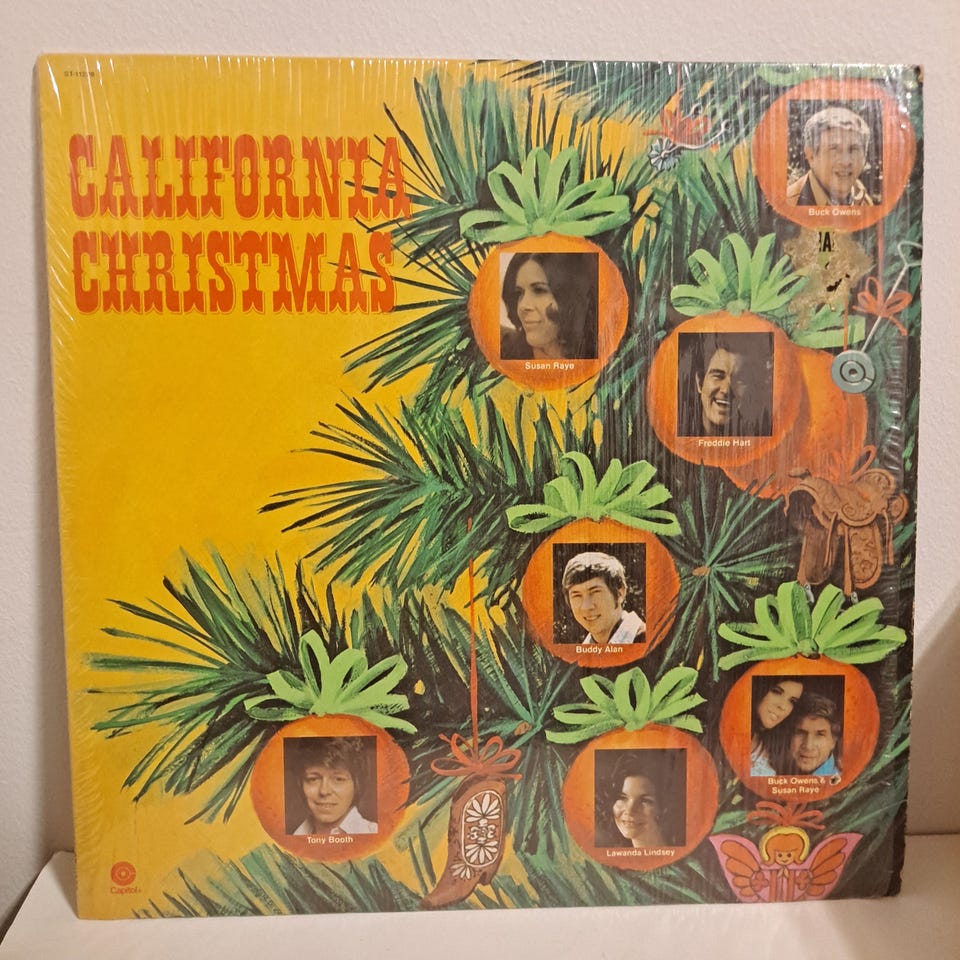 CALIFORNIA
CHRISTMAS
Buck Owens
Susan Raye
Freddie Hart
Buddy Alan
Buck Owens &
Susan Raye
Tony Booth
Lawanda Lindsey
Capitol